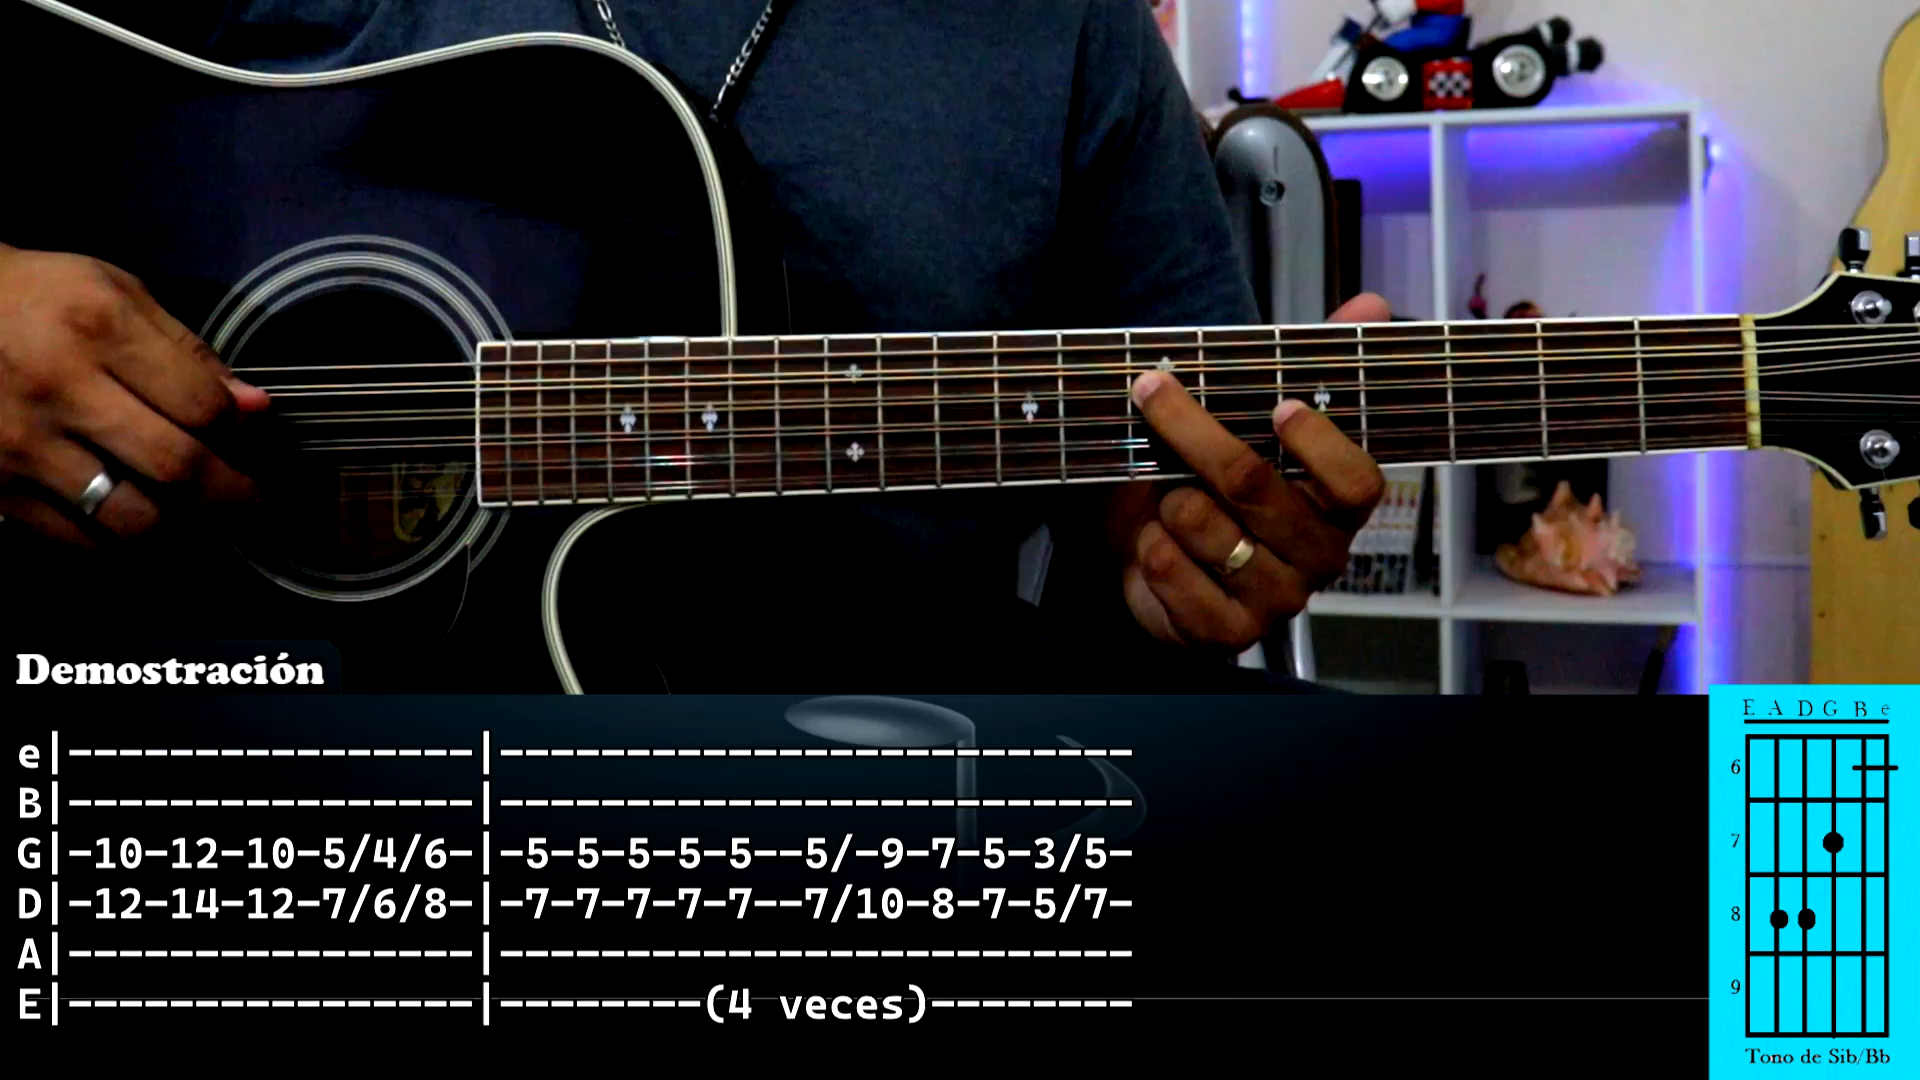 Demostración
e|----------------|-------------------------
B|----------------|-------------------------
G|-10-12-10-5/4/6-|-5-5-5-5-5--5/-9-7-5-3/5-
D|-12-14-12-7/6/8-|-7-7-7-7-7--7/10-8-7-5/7-
A|----------------|-------------------------
E|----------------|--------(4 veces)--------
E A D G B e
6
7
8
9
Tono de Sib/Bb